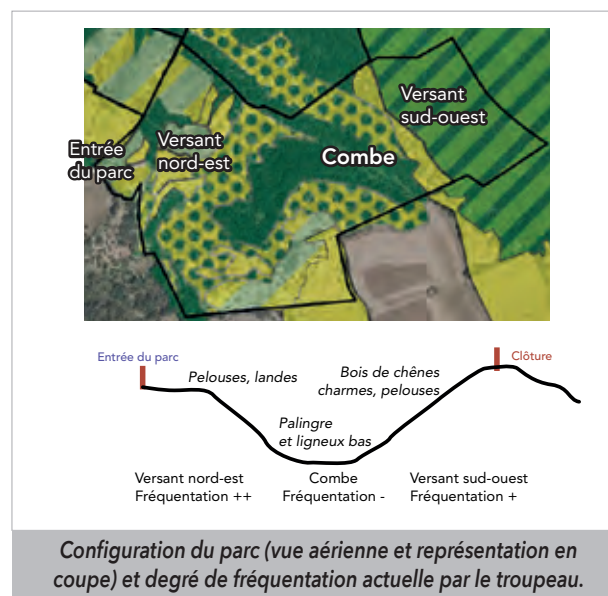 Versant
sud-ouest
Entrée
du parc
Versant
nord-est
Combe
Entrée du parc
Clôture
Pelouses, landes
Bois de chênes
charmes, pelouses
Palingre
et ligneux bas
Versant nord-est
Fréquentation ++
Combe
Fréquentation -
Versant sud-ouest
Fréquentation +
Configuration du parc (vue aérienne et représentation en
coupe) et degré de fréquentation actuelle par le troupeau.